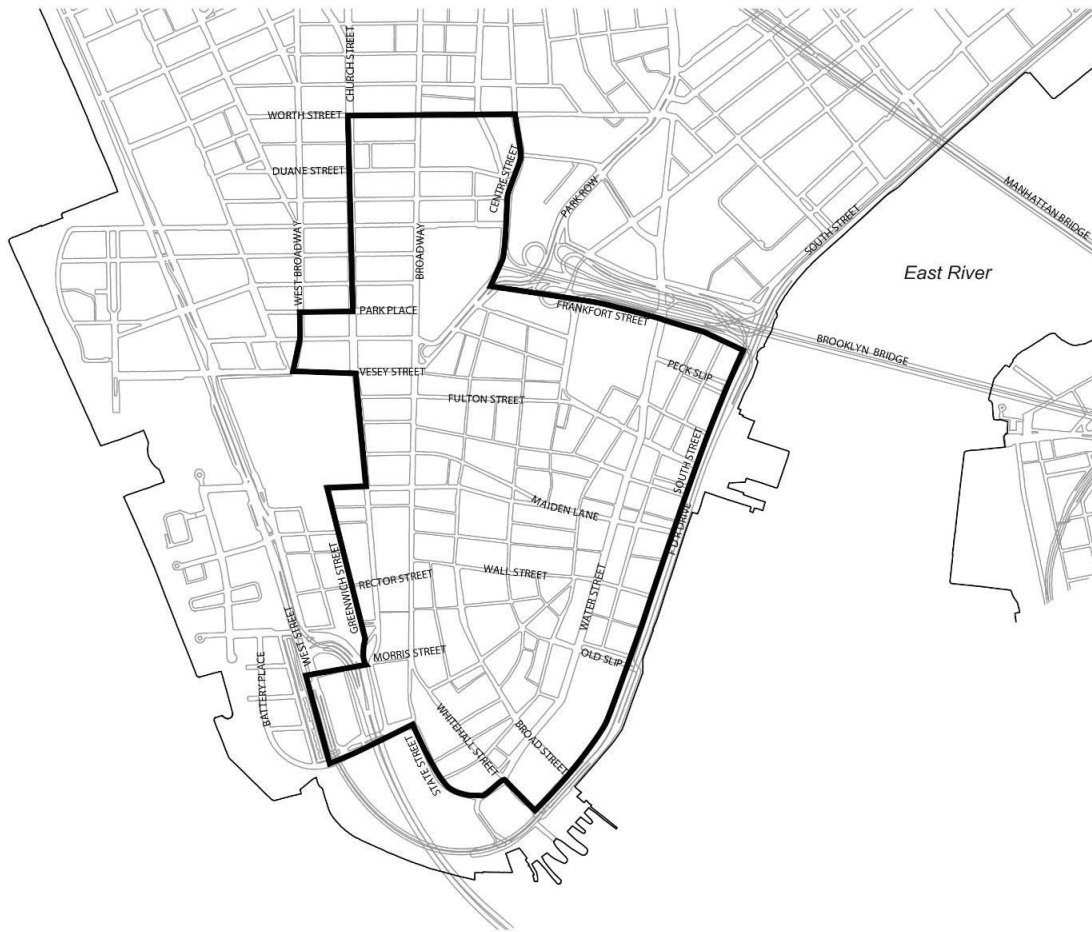 CHURCH STREET
WORTH STREET
DUANE STREET
CENTRE STREET
PARK ROW
MANHATTAN BRIDGE
SOUTH STREET
WEST BROADWAY
BROADWAY
East River
PARK PLACE
FRANKFORT STREET
BROOKLYN BRIDGE
VESEY STREET
PECK SLIP
FULTON STREET
SOUTH STREET
MAIDEN LANE
F D R DRIVE
GREENWICH STREET
RECTOR STREET
WALL STREET
WATER STREET
WEST STREET
MORRIS STREET
OLD SLIP
BATTERY PLACE
WHITEHALL STREET
BROAD STREET
STATE STREET